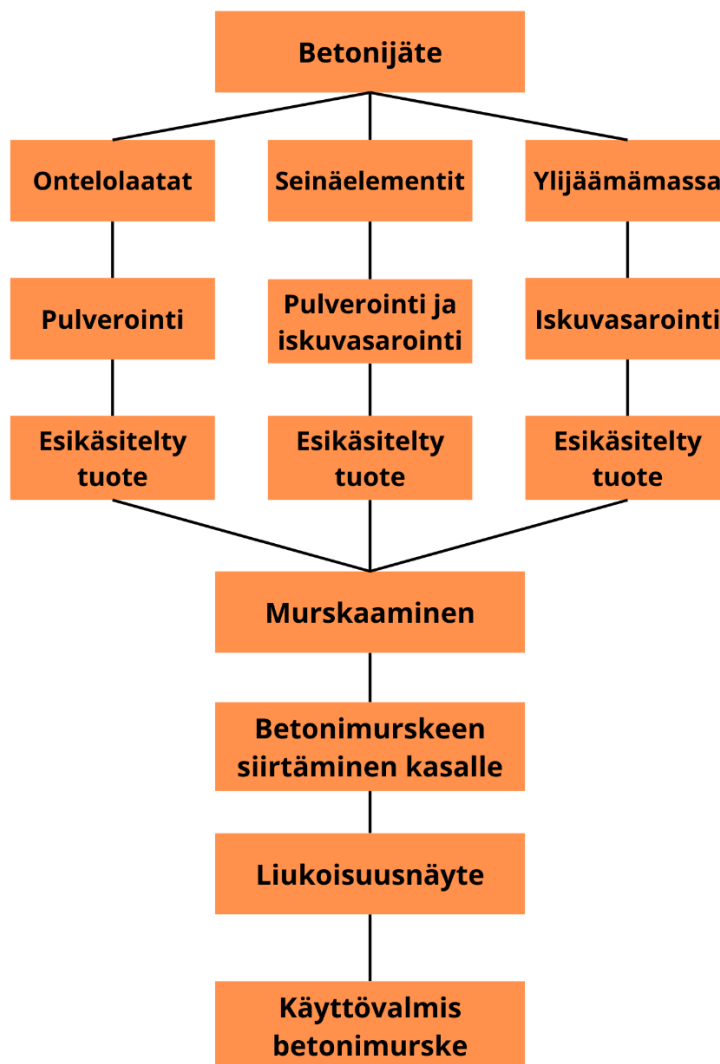 Betonijäte
Ontelolaatat
Seinäelementit
Ylijäämämassa
Pulverointi
Pulverointi ja
iskuvasarointi
Iskuvasarointi
Esikäsitelty
tuote
Esikäsitelty
tuote
Esikäsitelty
tuote
Murskaaminen
Betonimurskeen
siirtäminen kasalle
Liukoisuusnäyte
Käyttövalmis
betonimurske